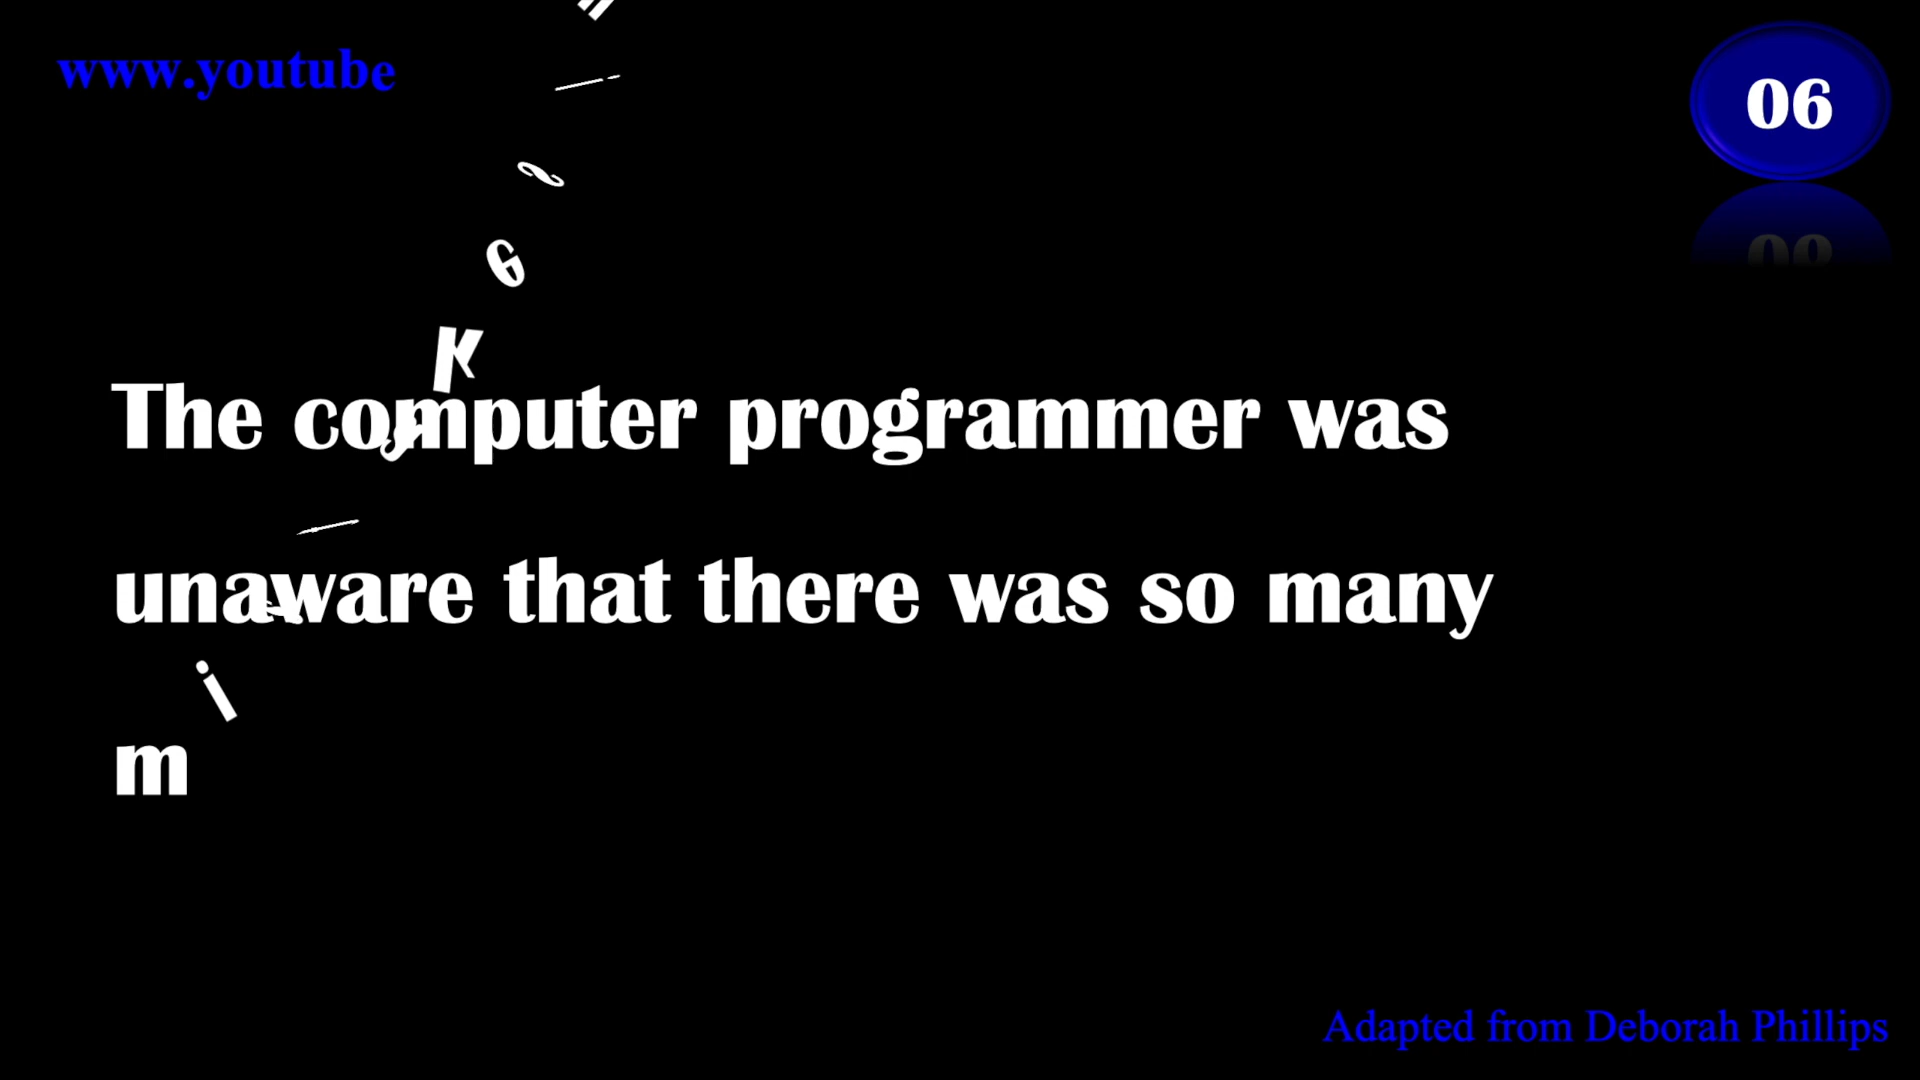 www.youtube
06
The computer programmer was
unaware that there was so many
m
Adapted from Deborah Phillips